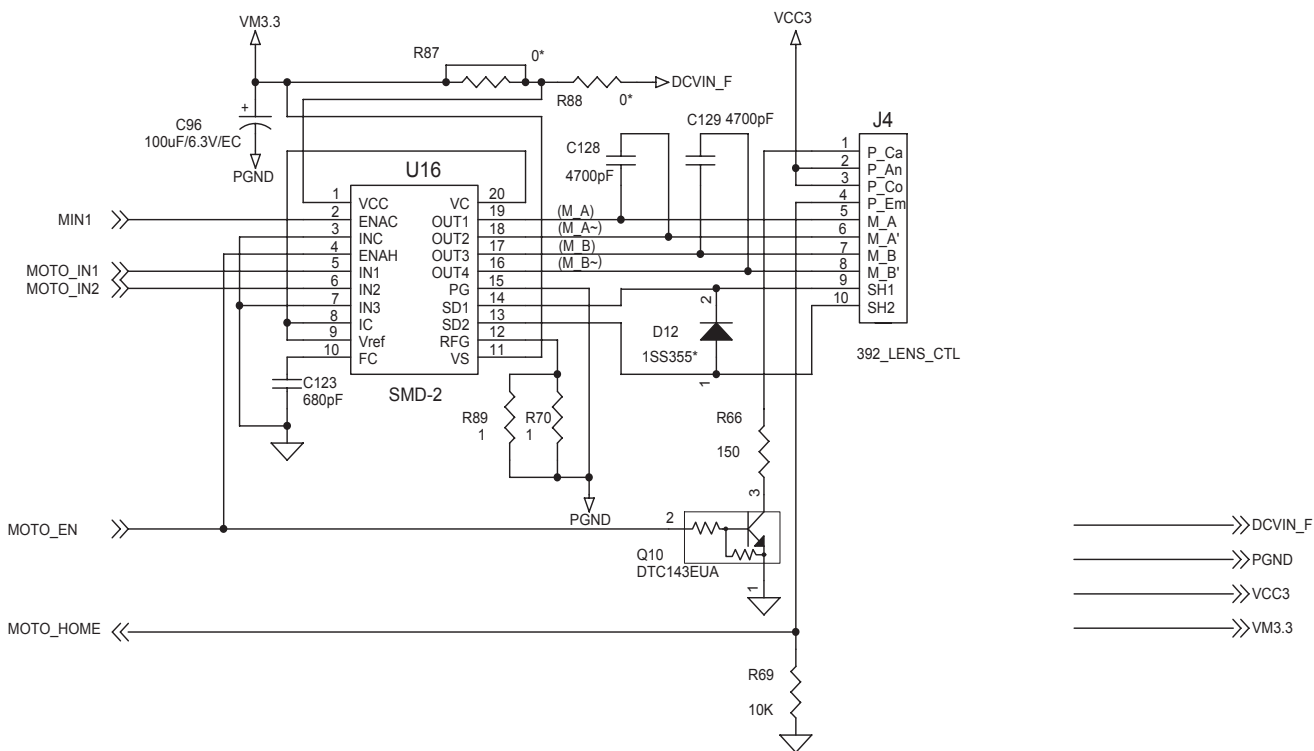 VM3.3
VCC3
R87
0*
DCVIN_F
R88
0*
+
C96
100uF/6.3V/EC
PGND
C129 4700pF
C128
4700pF
J4
1 P_Ca
2 P_An
3 P_Co
4 P_Em
5 M_A
6 M_A'
7 M_B
8 M_B'
9 SH1
10 SH2
392_LENS_CTL
U16
1 VCC VC 20
2 ENAC OUT1 19 (M_A)
3 INC OUT2 18 (M_A~)
4 ENAH OUT3 17 (M_B)
5 IN1 OUT4 16 (M_B~)
6 IN2 PG 15
7 IN3 SD1 14
8 IC SD2 13
9 Vref RFG 12
10 FC VS 11
SMD-2
MIN1
MOTO_IN1
MOTO_IN2
C123
680pF
2
D12
1SS355*
1
R89
1
R70
1
PGND
R66
150
3
MOTO_EN
2
Q10
DTC143EUA
1
DCVIN_F
PGND
VCC3
VM3.3
MOTO_HOME
R69
10K